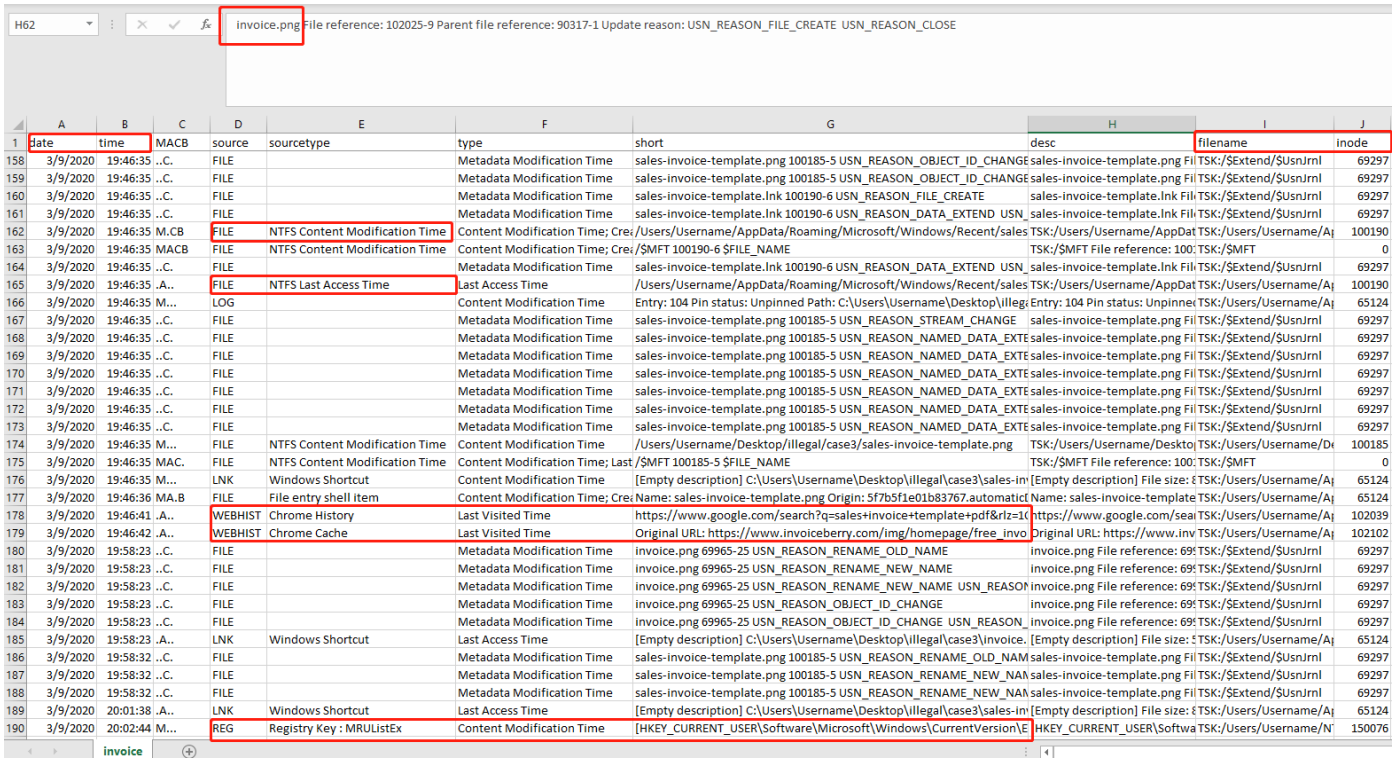 H62 fx invoice.png File reference: 102025-9 Parent file reference: 90317-1 Update reason: USN_REASON_FILE_CREATE USN_REASON_CLOSE
A B C D E F G H I J
1 date time MACB source sourcetype type short desc filename inode
158 3/9/2020 19:46:35 ..C. FILE Metadata Modification Time sales-invoice-template.png 100185-5 USN_REASON_OBJECT_ID_CHANGE sales-invoice-template.png Fil TSK:/$Extend/$UsnJrnl 69297
159 3/9/2020 19:46:35 ..C. FILE Metadata Modification Time sales-invoice-template.png 100185-5 USN_REASON_OBJECT_ID_CHANGE sales-invoice-template.png Fil TSK:/$Extend/$UsnJrnl 69297
160 3/9/2020 19:46:35 ..C. FILE Metadata Modification Time sales-invoice-template.lnk 100190-6 USN_REASON_FILE_CREATE sales-invoice-template.lnk Fil TSK:/$Extend/$UsnJrnl 69297
161 3/9/2020 19:46:35 ..C. FILE Metadata Modification Time sales-invoice-template.lnk 100190-6 USN_REASON_DATA_EXTEND USN_ sales-invoice-template.lnk Fil TSK:/$Extend/$UsnJrnl 69297
162 3/9/2020 19:46:35 M.CB FILE NTFS Content Modification Time Content Modification Time; Crea /Users/Username/AppData/Roaming/Microsoft/Windows/Recent/sales TSK:/Users/Username/AppDat TSK:/Users/Username/Ap 100190
163 3/9/2020 19:46:35 MACB FILE NTFS Content Modification Time Content Modification Time; Crea /$MFT 100190-6 $FILE_NAME TSK:/$MFT File reference: 100: TSK:/$MFT 0
164 3/9/2020 19:46:35 ..C. FILE Metadata Modification Time sales-invoice-template.lnk 100190-6 USN_REASON_DATA_EXTEND USN_ sales-invoice-template.lnk Fil TSK:/$Extend/$UsnJrnl 69297
165 3/9/2020 19:46:35 .A.. FILE NTFS Last Access Time Last Access Time /Users/Username/AppData/Roaming/Microsoft/Windows/Recent/sales TSK:/Users/Username/AppDat TSK:/Users/Username/Ap 100190
166 3/9/2020 19:46:35 M... LOG Content Modification Time Entry: 104 Pin status: Unpinned Path: C:\Users\Username\Desktop\illega Entry: 104 Pin status: Unpinned TSK:/Users/Username/Ap 65124
167 3/9/2020 19:46:35 ..C. FILE Metadata Modification Time sales-invoice-template.png 100185-5 USN_REASON_STREAM_CHANGE sales-invoice-template.png Fil TSK:/$Extend/$UsnJrnl 69297
168 3/9/2020 19:46:35 ..C. FILE Metadata Modification Time sales-invoice-template.png 100185-5 USN_REASON_NAMED_DATA_EXTE sales-invoice-template.png Fil TSK:/$Extend/$UsnJrnl 69297
169 3/9/2020 19:46:35 ..C. FILE Metadata Modification Time sales-invoice-template.png 100185-5 USN_REASON_NAMED_DATA_EXTE sales-invoice-template.png Fil TSK:/$Extend/$UsnJrnl 69297
170 3/9/2020 19:46:35 ..C. FILE Metadata Modification Time sales-invoice-template.png 100185-5 USN_REASON_NAMED_DATA_EXTE sales-invoice-template.png Fil TSK:/$Extend/$UsnJrnl 69297
171 3/9/2020 19:46:35 ..C. FILE Metadata Modification Time sales-invoice-template.png 100185-5 USN_REASON_NAMED_DATA_EXTE sales-invoice-template.png Fil TSK:/$Extend/$UsnJrnl 69297
172 3/9/2020 19:46:35 ..C. FILE Metadata Modification Time sales-invoice-template.png 100185-5 USN_REASON_NAMED_DATA_EXTE sales-invoice-template.png Fil TSK:/$Extend/$UsnJrnl 69297
173 3/9/2020 19:46:35 ..C. FILE Metadata Modification Time sales-invoice-template.png 100185-5 USN_REASON_NAMED_DATA_EXTE sales-invoice-template.png Fil TSK:/$Extend/$UsnJrnl 69297
174 3/9/2020 19:46:35 M... FILE NTFS Content Modification Time Content Modification Time /Users/Username/Desktop/illegal/case3/sales-invoice-template.png TSK:/Users/Username/Desktop TSK:/Users/Username/De 100185
175 3/9/2020 19:46:35 MAC. FILE NTFS Content Modification Time Content Modification Time; Last /$MFT 100185-5 $FILE_NAME TSK:/$MFT File reference: 100: TSK:/$MFT 0
176 3/9/2020 19:46:35 M... LNK Windows Shortcut Content Modification Time [Empty description] C:\Users\Username\Desktop\illegal\case3\sales-in [Empty description] File size: 8 TSK:/Users/Username/Ap 65124
177 3/9/2020 19:46:36 MA.B FILE File entry shell item Content Modification Time; Crea Name: sales-invoice-template.png Origin: 5f7b5f1e01b83767.automaticD Name: sales-invoice-template TSK:/Users/Username/Ap 65124
178 3/9/2020 19:46:41 .A.. WEBHIST Chrome History Last Visited Time https://www.google.com/search?q=sales+invoice+template+pdf&rlz=1C https://www.google.com/sea TSK:/Users/Username/Ap 102039
179 3/9/2020 19:46:42 .A.. WEBHIST Chrome Cache Last Visited Time Original URL: https://www.invoiceberry.com/img/homepage/free_invo Original URL: https://www.inv TSK:/Users/Username/Ap 102102
180 3/9/2020 19:58:23 ..C. FILE Metadata Modification Time invoice.png 69965-25 USN_REASON_RENAME_OLD_NAME invoice.png File reference: 699 TSK:/$Extend/$UsnJrnl 69297
181 3/9/2020 19:58:23 ..C. FILE Metadata Modification Time invoice.png 69965-25 USN_REASON_RENAME_NEW_NAME invoice.png File reference: 699 TSK:/$Extend/$UsnJrnl 69297
182 3/9/2020 19:58:23 ..C. FILE Metadata Modification Time invoice.png 69965-25 USN_REASON_RENAME_NEW_NAME USN_REASON invoice.png File reference: 699 TSK:/$Extend/$UsnJrnl 69297
183 3/9/2020 19:58:23 ..C. FILE Metadata Modification Time invoice.png 69965-25 USN_REASON_OBJECT_ID_CHANGE invoice.png File reference: 699 TSK:/$Extend/$UsnJrnl 69297
184 3/9/2020 19:58:23 ..C. FILE Metadata Modification Time invoice.png 69965-25 USN_REASON_OBJECT_ID_CHANGE USN_REASON_ invoice.png File reference: 699 TSK:/$Extend/$UsnJrnl 69297
185 3/9/2020 19:58:23 .A.. LNK Windows Shortcut Last Access Time [Empty description] C:\Users\Username\Desktop\illegal\case3\invoice. [Empty description] File size: 5 TSK:/Users/Username/Ap 65124
186 3/9/2020 19:58:32 ..C. FILE Metadata Modification Time sales-invoice-template.png 100185-5 USN_REASON_RENAME_OLD_NAM sales-invoice-template.png Fil TSK:/$Extend/$UsnJrnl 69297
187 3/9/2020 19:58:32 ..C. FILE Metadata Modification Time sales-invoice-template.png 100185-5 USN_REASON_RENAME_NEW_NAN sales-invoice-template.png Fil TSK:/$Extend/$UsnJrnl 69297
188 3/9/2020 19:58:32 ..C. FILE Metadata Modification Time sales-invoice-template.png 100185-5 USN_REASON_RENAME_NEW_NAN sales-invoice-template.png Fil TSK:/$Extend/$UsnJrnl 69297
189 3/9/2020 20:01:38 .A.. LNK Windows Shortcut Last Access Time [Empty description] C:\Users\Username\Desktop\illegal\case3\sales-in [Empty description] File size: 8 TSK:/Users/Username/Ap 65124
190 3/9/2020 20:02:44 M... REG Registry Key : MRUListEx Content Modification Time [HKEY_CURRENT_USER\Software\Microsoft\Windows\CurrentVersion\E [HKEY_CURRENT_USER\Softwa TSK:/Users/Username/N 150076
invoice